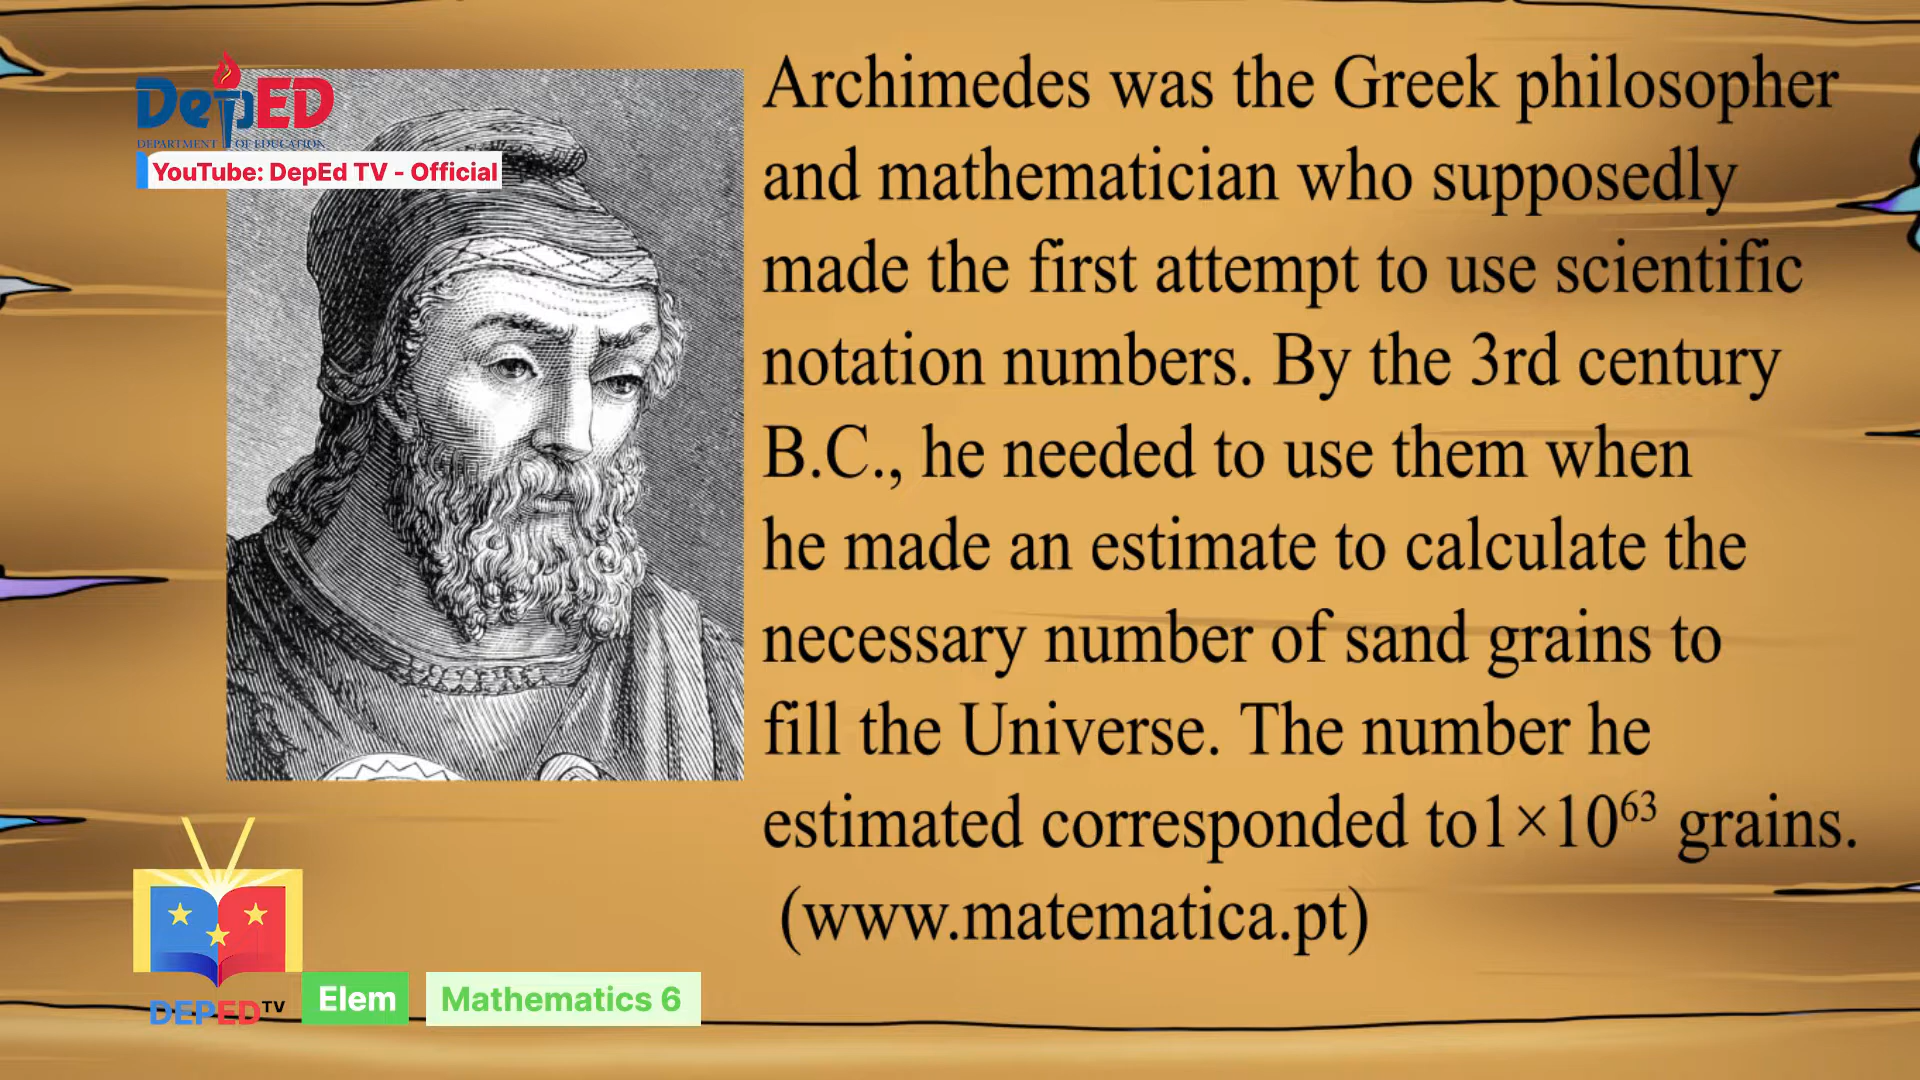 DepED
DEPARTMENT OF EDUCATION
YouTube: DepEd TV - Official
Archimedes was the Greek philosopher
and mathematician who supposedly
made the first attempt to use scientific
notation numbers. By the 3rd century
B.C., he needed to use them when
he made an estimate to calculate the
necessary number of sand grains to
fill the Universe. The number he
estimated corresponded to1×10⁶³ grains.
(www.matematica.pt)
DEPED TV
Elem
Mathematics 6